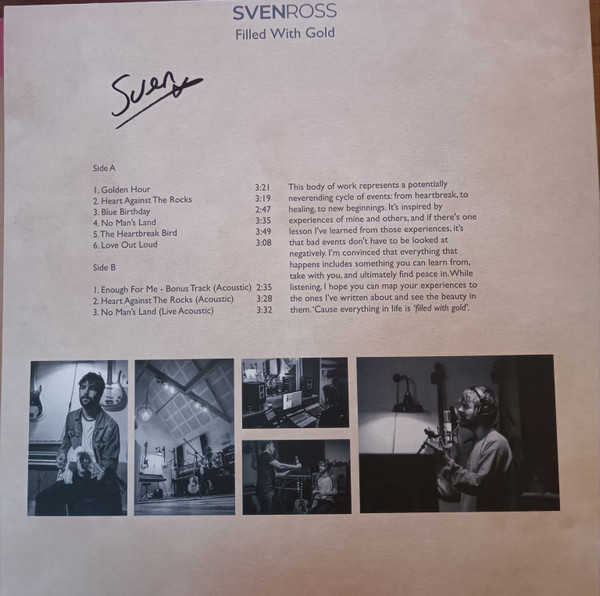 SVENROSS
Filled With Gold
Sven
Side A
1. Golden Hour 3:21
2. Heart Against The Rocks 3:19
3. Blue Birthday 2:47
4. No Man's Land 3:35
5. The Heartbreak Bird 3:49
6. Love Out Loud 3:08
Side B
1. Enough For Me - Bonus Track (Acoustic) 2:35
2. Heart Against The Rocks (Acoustic) 3:28
3. No Man's Land (Live Acoustic) 3:32
This body of work represents a potentially
neverending cycle of events: from heartbreak, to
healing, to new beginnings. It's inspired by
experiences of mine and others, and if there's one
lesson I've learned from those experiences, it's
that bad events don't have to be looked at
negatively. I'm convinced that everything that
happens includes something you can learn from,
take with you, and ultimately find peace in. While
listening, I hope you can map your experiences to
the ones I've written about and see the beauty in
them. 'Cause everything in life is 'filled with gold'.